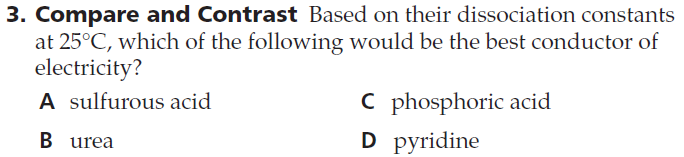 3. Compare and Contrast Based on their dissociation constants
at 25°C, which of the following would be the best conductor of
electricity?
A sulfurous acid
C phosphoric acid
B urea
D pyridine